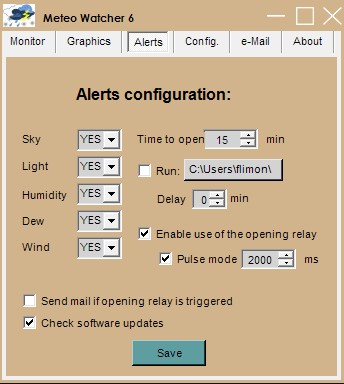 Meteo Watcher 6
Monitor Graphics Alerts Config. e-Mail About
Alerts configuration:
Sky YES Time to open 15 min
Light YES Run: C:\Users\flimon\
Humidity YES Delay 0 min
Dew YES Enable use of the opening relay
Wind YES Pulse mode 2000 ms
Send mail if opening relay is triggered
Check software updates
Save